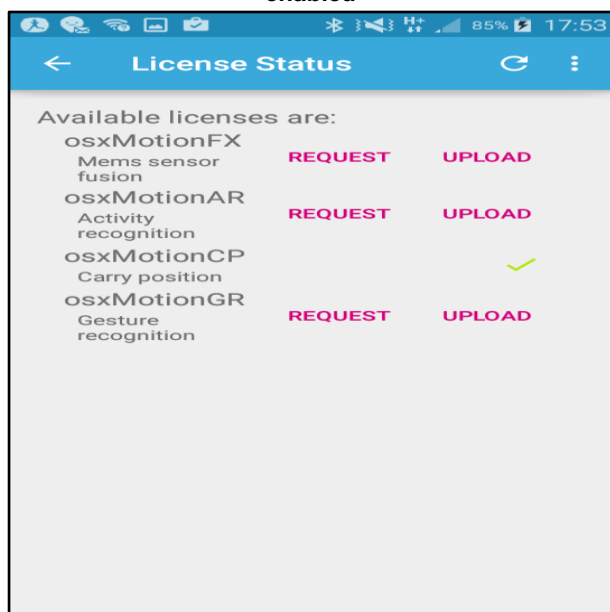 enabled
H+ 85% 17:53
License Status
Available licenses are:
osxMotionFX
Mems sensor
fusion
REQUEST UPLOAD
osxMotionAR
Activity
recognition
REQUEST UPLOAD
osxMotionCP
Carry position
osxMotionGR
Gesture
recognition
REQUEST UPLOAD